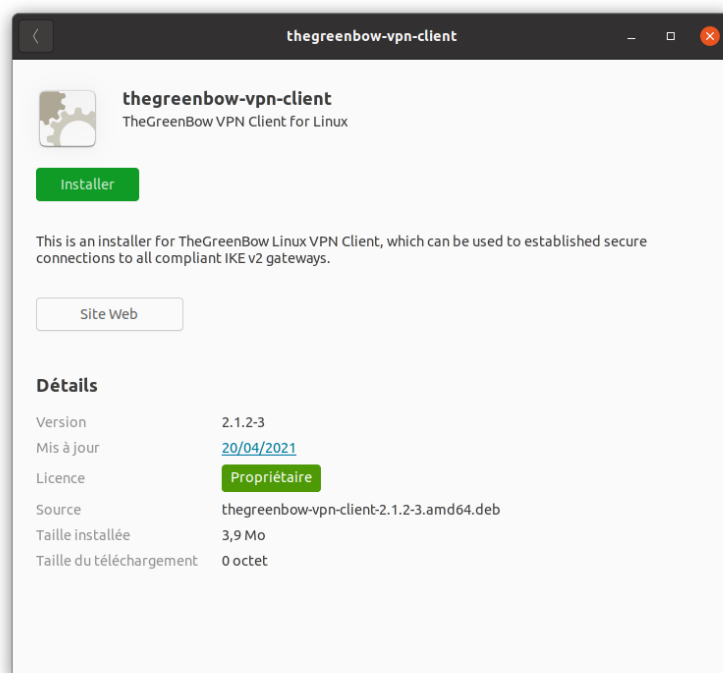 thegreenbow-vpn-client
thegreenbow-vpn-client
TheGreenBow VPN Client for Linux
Installer
This is an installer for TheGreenBow Linux VPN Client, which can be used to established secure
connections to all compliant IKE v2 gateways.
Site Web
Détails
Version 2.1.2-3
Mis à jour 20/04/2021
Licence Propriétaire
Source thegreenbow-vpn-client-2.1.2-3.amd64.deb
Taille installée 3,9 Mo
Taille du téléchargement 0 octet